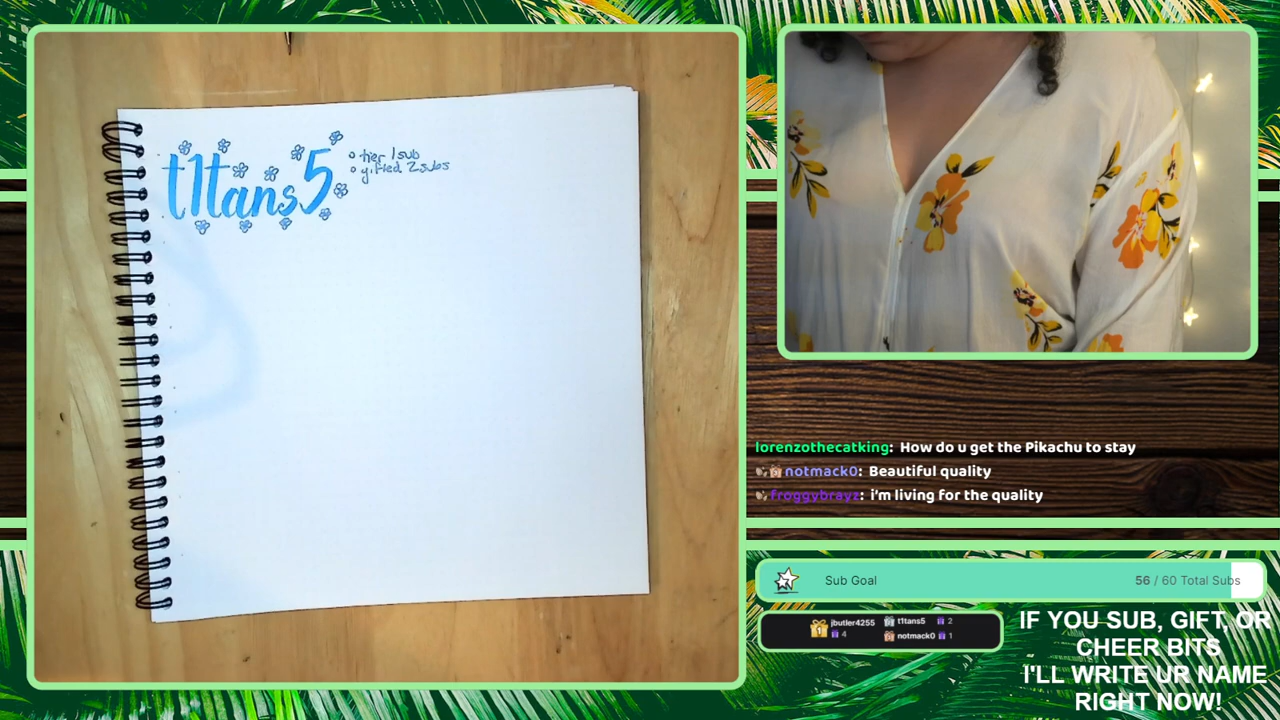 t1tans5
tier 1 sub
gifted 2 subs
lorenzothecatking: How do u get the Pikachu to stay
notmack0: Beautiful quality
froggybrayz: i'm living for the quality
Sub Goal
56 / 60 Total Subs
jbutler4255
4
t1tans5 2
notmack0 1
IF YOU SUB, GIFT, OR
CHEER BITS
I'LL WRITE UR NAME
RIGHT NOW!